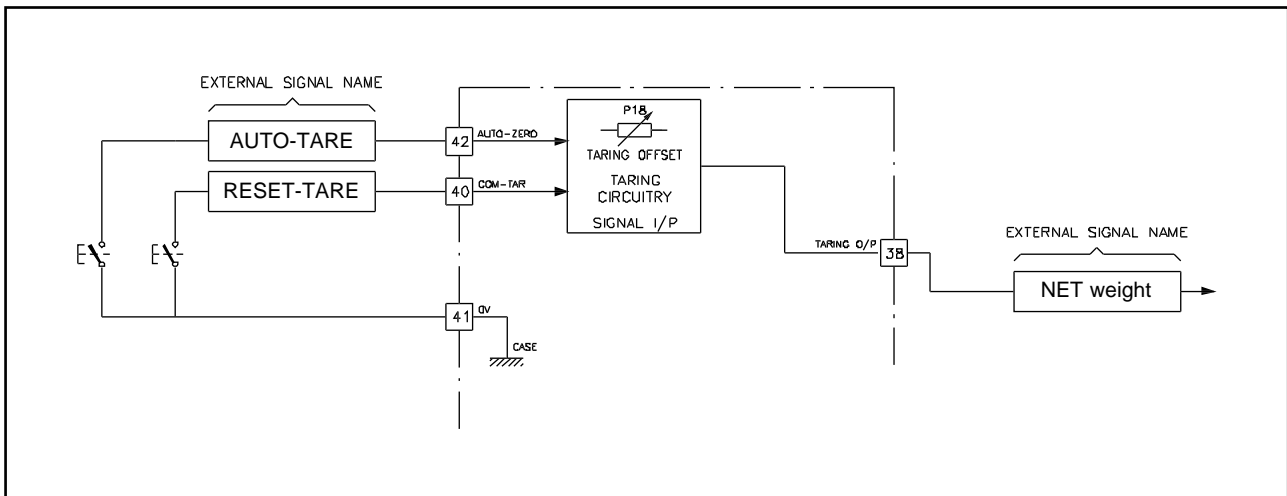 EXTERNAL SIGNAL NAME
AUTO-TARE
42
AUTO-ZERO
RESET-TARE
40
COM-TAR
P18
TARING OFFSET
TARING
CIRCUITRY
SIGNAL I/P
TARING O/P
38
EXTERNAL SIGNAL NAME
NET weight
41
0V
CASE